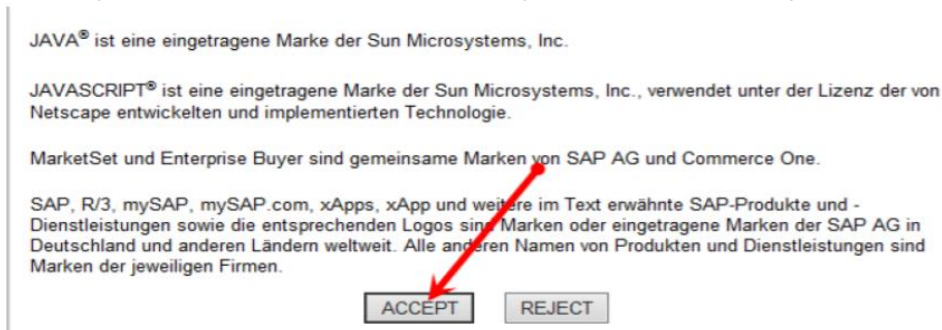 JAVA® ist eine eingetragene Marke der Sun Microsystems, Inc.
JAVASCRIPT® ist eine eingetragene Marke der Sun Microsystems, Inc., verwendet unter der Lizenz der von
Netscape entwickelten und implementierten Technologie.
MarketSet und Enterprise Buyer sind gemeinsame Marken von SAP AG und Commerce One.
SAP, R/3, mySAP, mySAP.com, xApps, xApp und weitere im Text erwähnte SAP-Produkte und -
Dienstleistungen sowie die entsprechenden Logos sind Marken oder eingetragene Marken der SAP AG in
Deutschland und anderen Ländern weltweit. Alle anderen Namen von Produkten und Dienstleistungen sind
Marken der jeweiligen Firmen.
ACCEPT REJECT